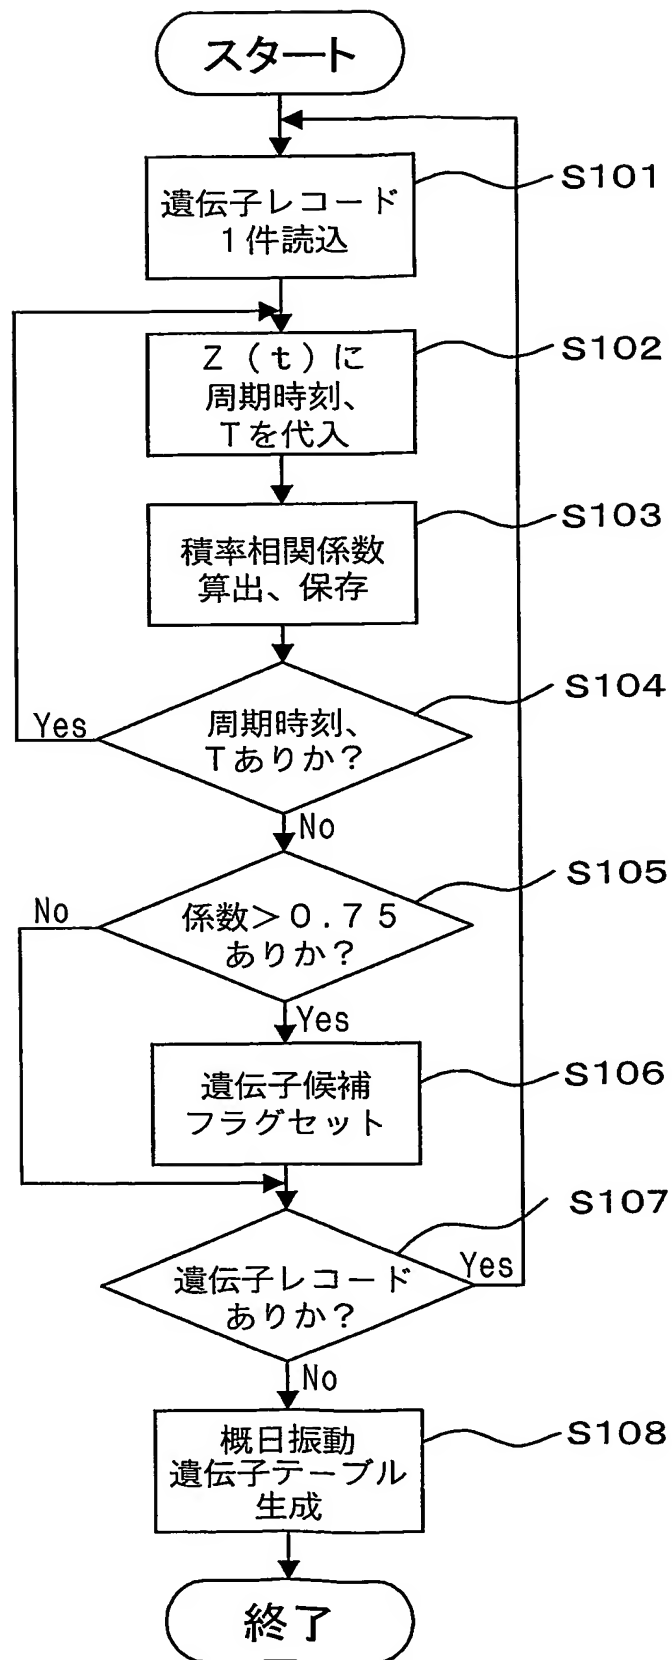 スタート
遺伝子レコード
1件読込
S101
Z（t）に
周期時刻、
Tを代入
S102
積率相関係数
算出、保存
S103
周期時刻、
Tありか？
S104
Yes
No
係数＞0.75
ありか？
S105
No
Yes
遺伝子候補
フラグセット
S106
遺伝子レコード
ありか？
S107
Yes
No
概日振動
遺伝子テーブル
生成
S108
終了